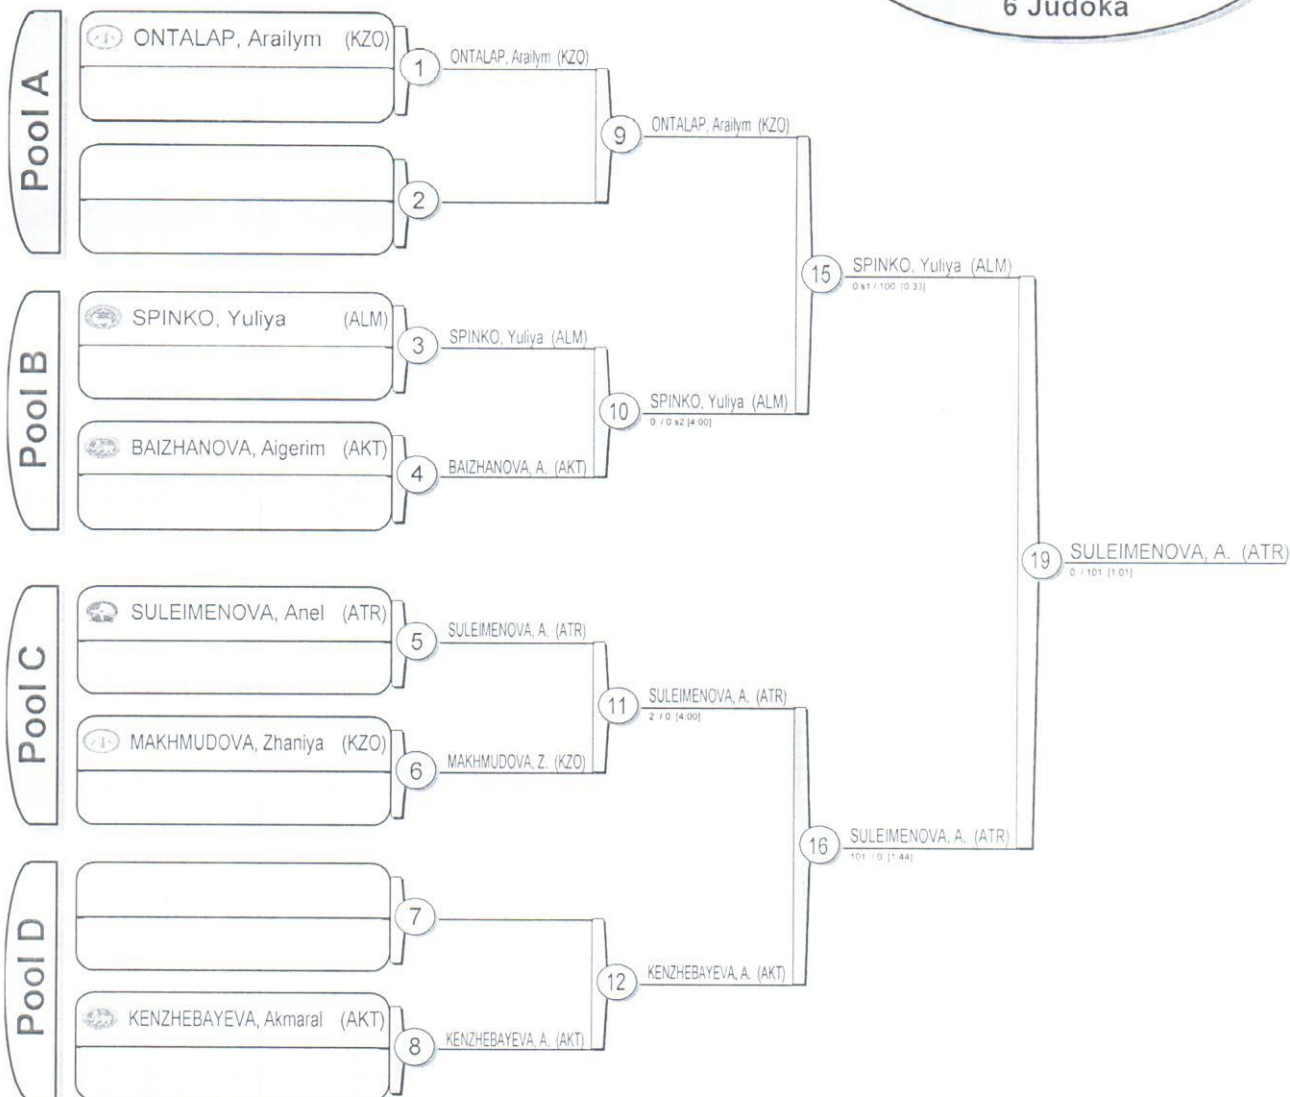 6 Judoka
Pool A
ONTALAP, Arailym (KZO)
1
ONTALAP, Arailym (KZO)
2
9
ONTALAP, Arailym (KZO)
Pool B
SPINKO, Yuliya (ALM)
3
SPINKO, Yuliya (ALM)
BAIZHANOVA, Aigerim (AKT)
4
BAIZHANOVA, A. (AKT)
10
SPINKO, Yuliya (ALM)
0 / 0 s2 [4:00]
15
SPINKO, Yuliya (ALM)
0 s1 / 100 [0:33]
Pool C
SULEIMENOVA, Anel (ATR)
5
SULEIMENOVA, A. (ATR)
MAKHMUDOVA, Zhaniya (KZO)
6
MAKHMUDOVA, Z. (KZO)
11
SULEIMENOVA, A. (ATR)
2 / 0 [4:00]
Pool D
7
KENZHEBAYEVA, Akmaral (AKT)
8
KENZHEBAYEVA, A. (AKT)
12
KENZHEBAYEVA, A. (AKT)
16
SULEIMENOVA, A. (ATR)
101 / 0 [1:44]
19
SULEIMENOVA, A. (ATR)
0 / 101 [1:01]